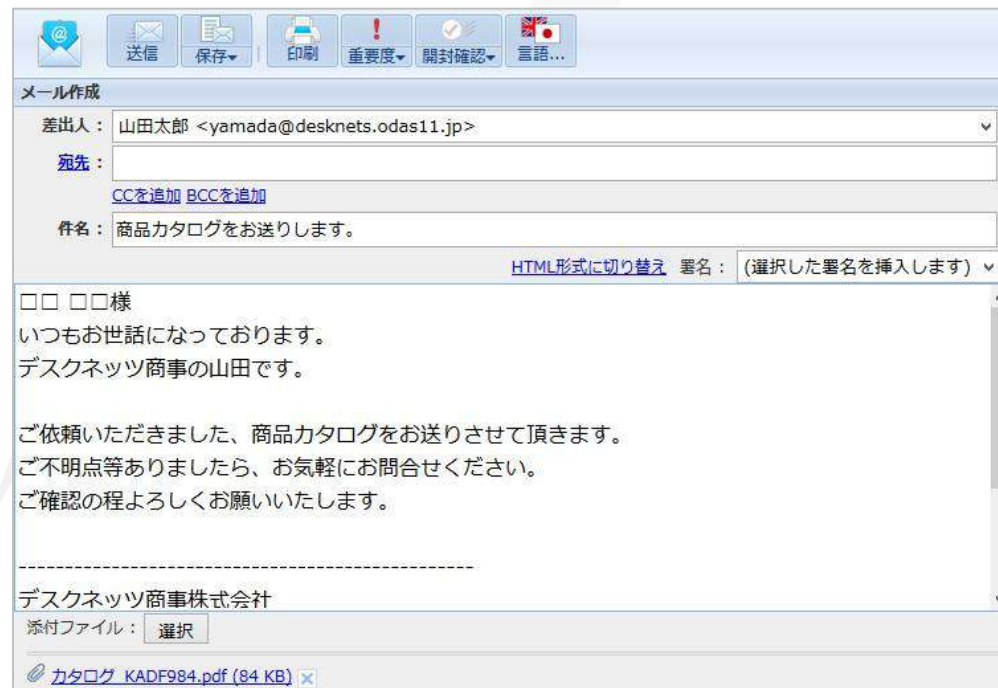 送信 保存 印刷 重要度 開封確認 言語...
メール作成
差出人: 山田太郎 <yamada@desknets.odas11.jp>
宛先:
CCを追加 BCCを追加
件名: 商品カタログをお送りします。
HTML形式に切り替え 署名: (選択した署名を挿入します)
□□ □□様
いつもお世話になっております。
デスクネッツ商事の山田です。
ご依頼いただきました、商品カタログをお送りさせて頂きます。
ご不明点等ありましたら、お気軽にお問合せください。
ご確認の程よろしくお願いいたします。
-------------------------------------------------
デスクネッツ商事株式会社
添付ファイル: 選択
カタログ_KADF984.pdf (84 KB)